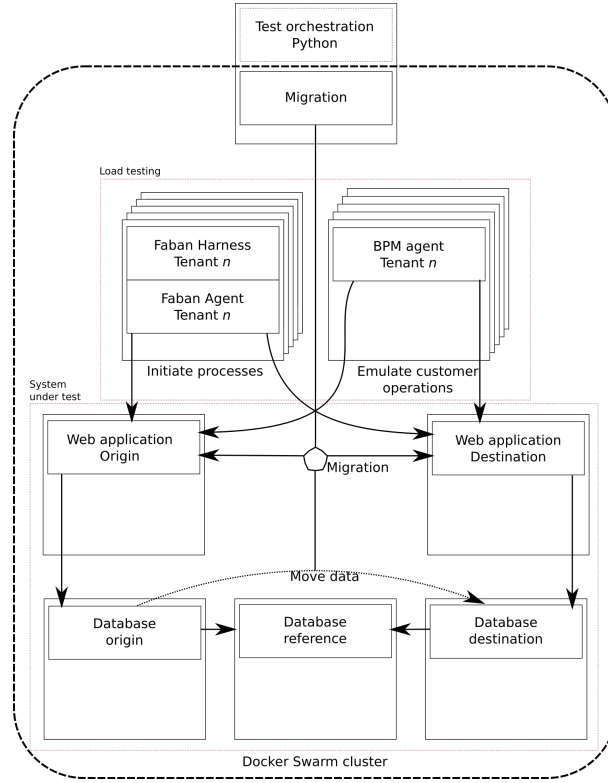 Test orchestration
Python
Migration
Load testing
Faban Harness
Tenant n
Faban Agent
Tenant n
BPM agent
Tenant n
Initiate processes
Emulate customer
operations
System
under test
Web application
Origin
Web application
Destination
Migration
Move data
Database
origin
Database
reference
Database
destination
Docker Swarm cluster